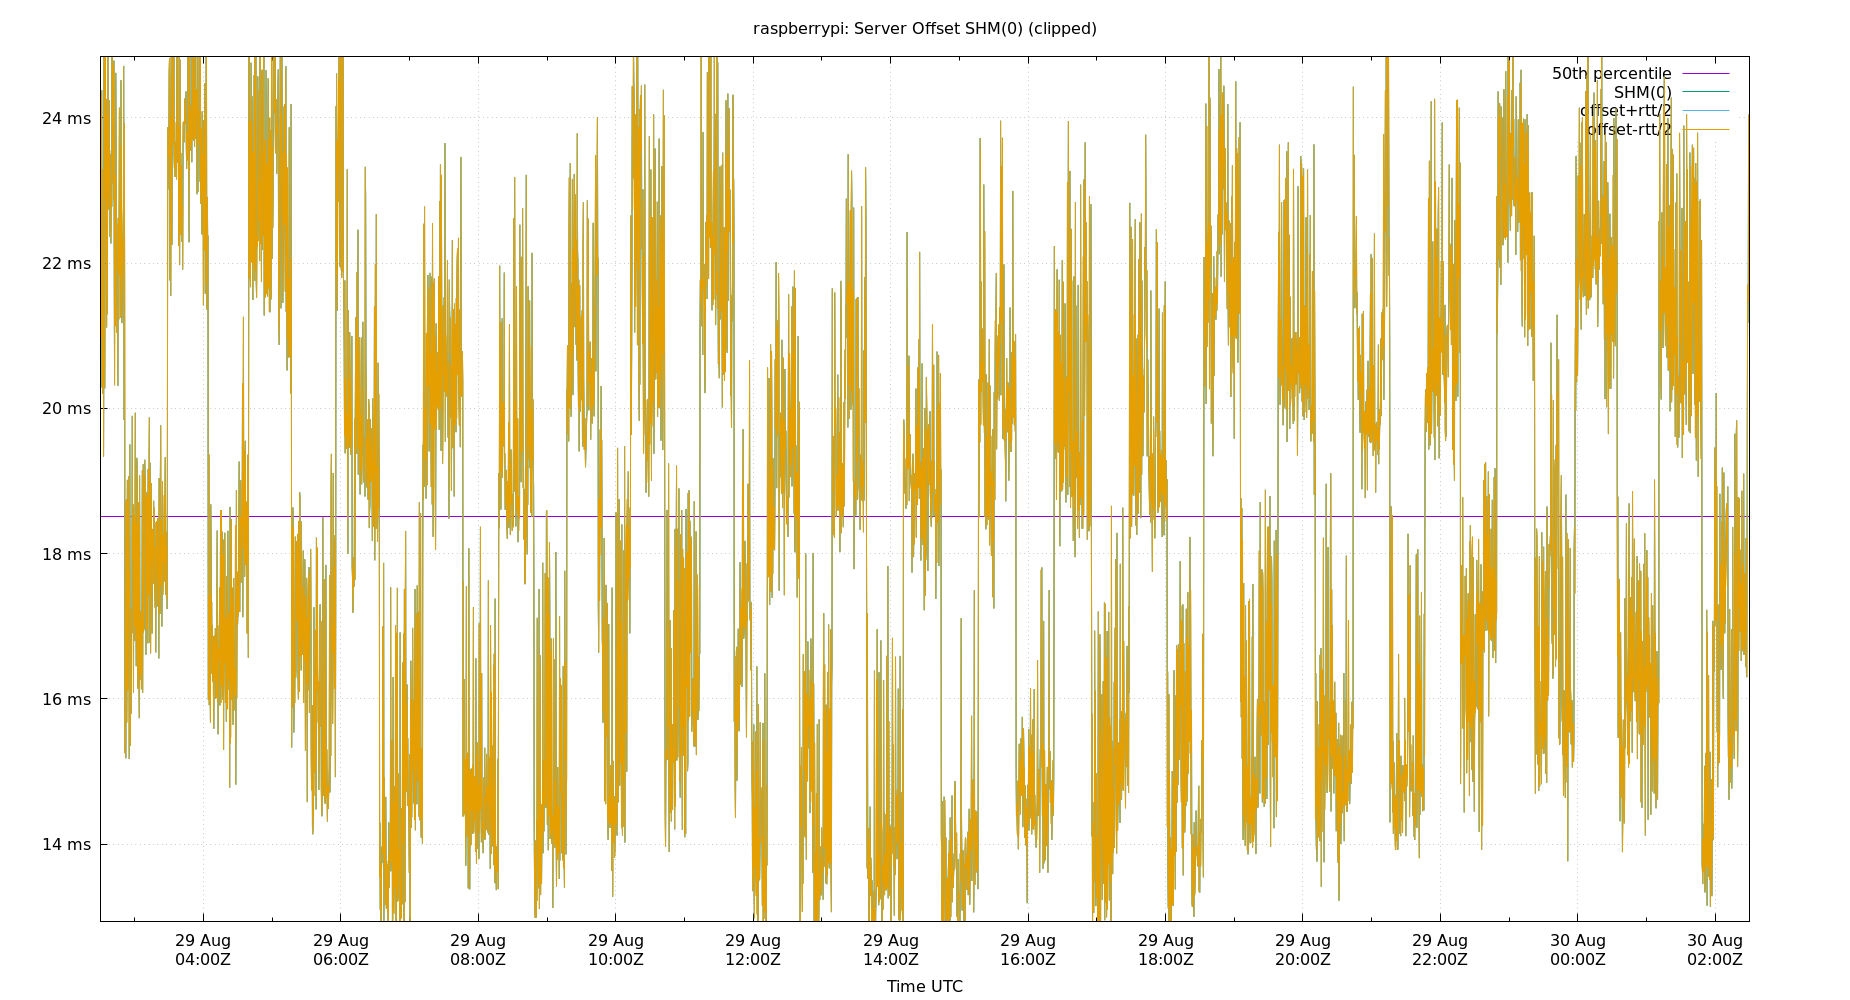 raspberrypi: Server Offset SHM(0) (clipped)
50th percentile
SHM(0)
offset+rtt/2
offset-rtt/2
24 ms
22 ms
20 ms
18 ms
16 ms
14 ms
29 Aug 29 Aug 29 Aug 29 Aug 29 Aug 29 Aug 29 Aug 29 Aug 29 Aug 29 Aug 30 Aug 30 Aug
04:00Z 06:00Z 08:00Z 10:00Z 12:00Z 14:00Z 16:00Z 18:00Z 20:00Z 22:00Z 00:00Z 02:00Z
Time UTC